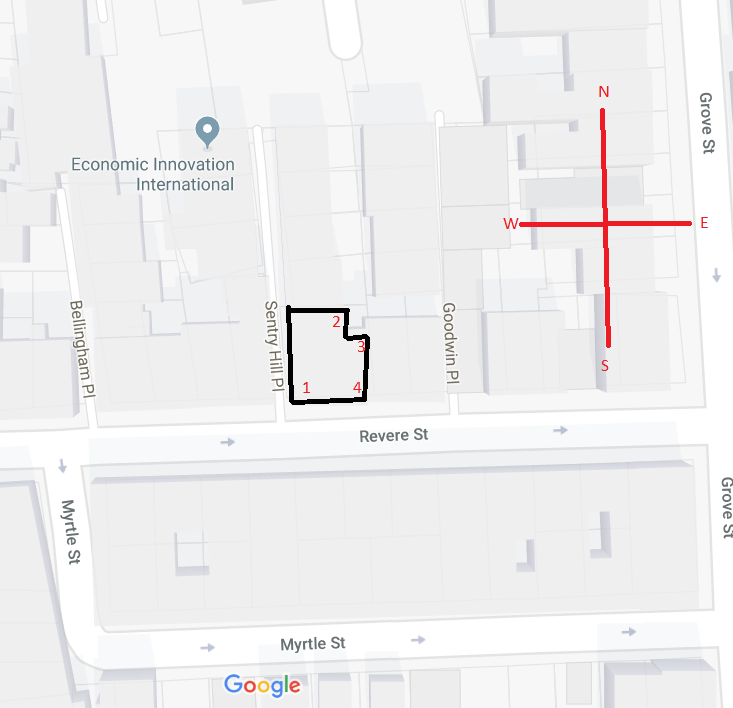 N
Grove St
Economic Innovation
International
W
E
Bellingham Pl
Sentry Hill Pl
Goodwin Pl
2
3
S
1
4
Revere St
Myrtle St
Grove St
Myrtle St
Google